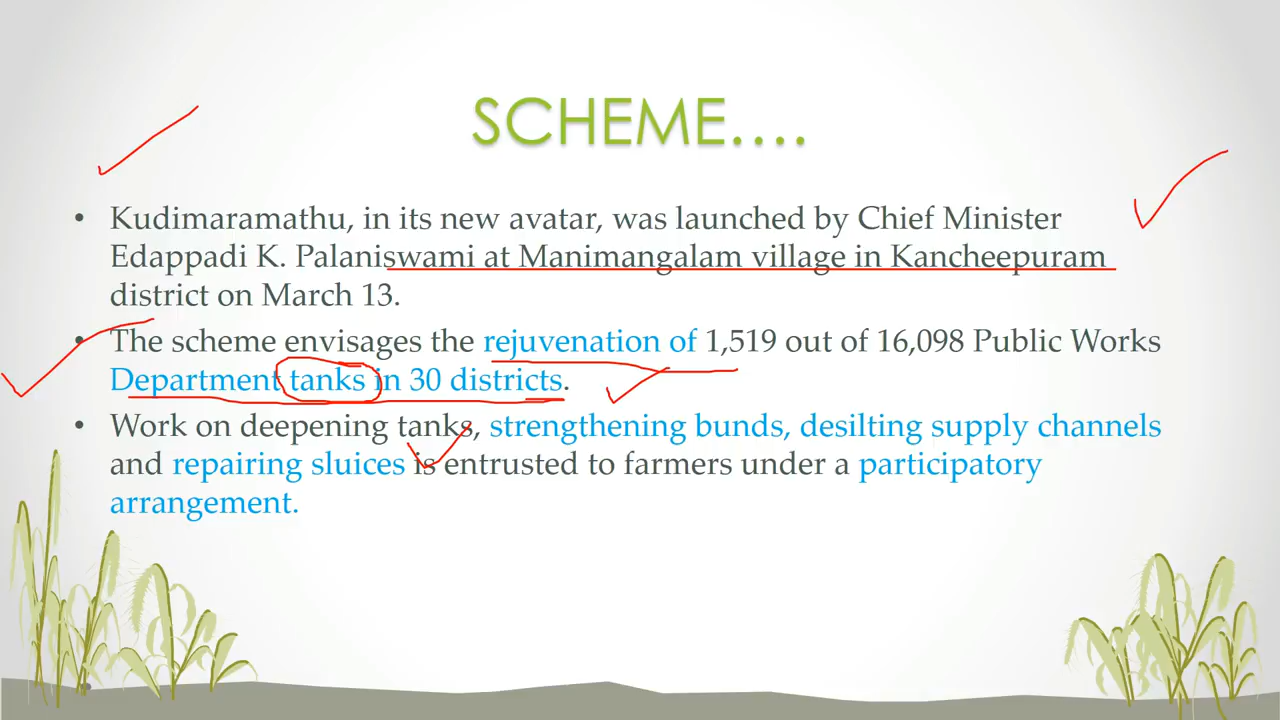 SCHEME....
• Kudimaramathu, in its new avatar, was launched by Chief Minister
Edappadi K. Palaniswami at Manimangalam village in Kancheepuram
district on March 13.
• The scheme envisages the rejuvenation of 1,519 out of 16,098 Public Works
Department tanks in 30 districts.
• Work on deepening tanks, strengthening bunds, desilting supply channels
and repairing sluices is entrusted to farmers under a participatory
arrangement.